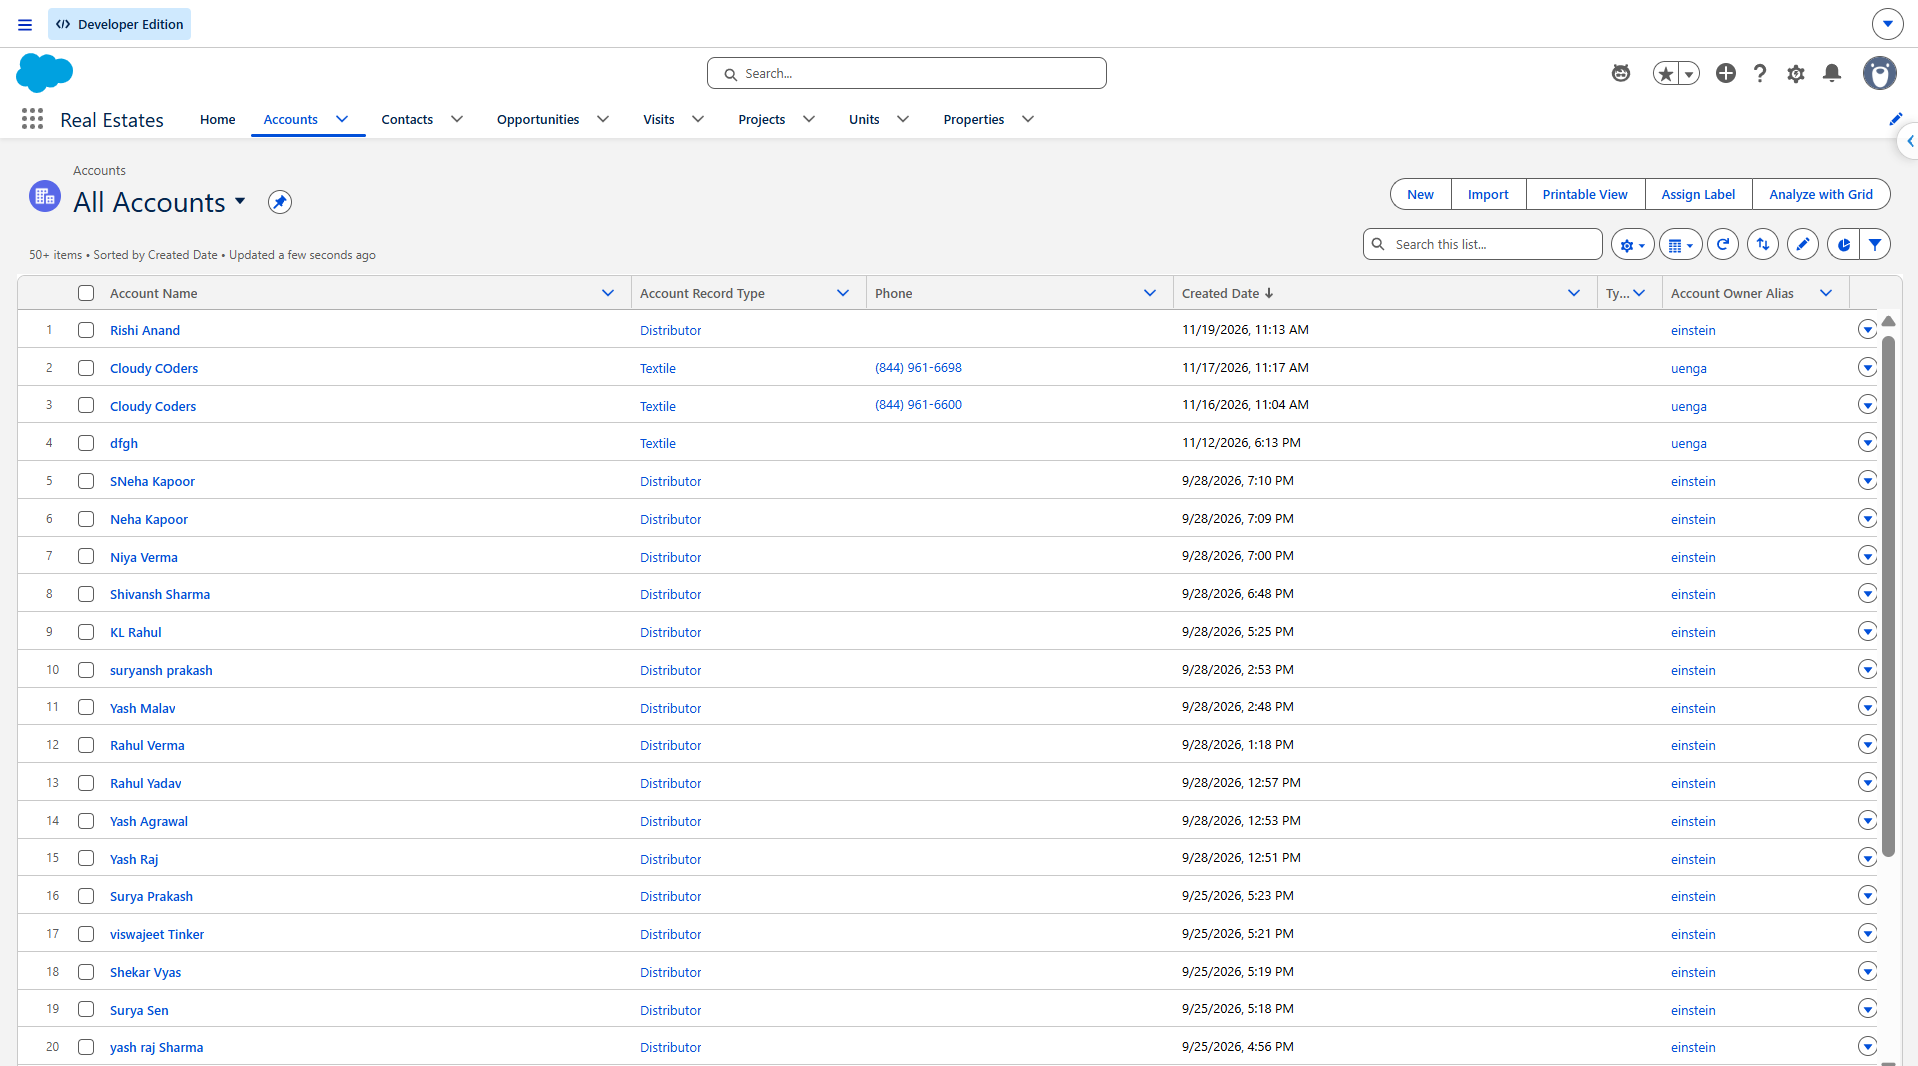 Developer Edition
Search...
Real Estates Home Accounts Contacts Opportunities Visits Projects Units Properties
Accounts
All Accounts
New Import Printable View Assign Label Analyze with Grid
50+ items • Sorted by Created Date • Updated a few seconds ago
Search this list...
Account Name Account Record Type Phone Created Date Ty... Account Owner Alias
1 Rishi Anand Distributor 11/19/2026, 11:13 AM einstein
2 Cloudy COders Textile (844) 961-6698 11/17/2026, 11:17 AM uenga
3 Cloudy Coders Textile (844) 961-6600 11/16/2026, 11:04 AM uenga
4 dfgh Textile 11/12/2026, 6:13 PM uenga
5 SNeha Kapoor Distributor 9/28/2026, 7:10 PM einstein
6 Neha Kapoor Distributor 9/28/2026, 7:09 PM einstein
7 Niya Verma Distributor 9/28/2026, 7:00 PM einstein
8 Shivansh Sharma Distributor 9/28/2026, 6:48 PM einstein
9 KL Rahul Distributor 9/28/2026, 5:25 PM einstein
10 suryansh prakash Distributor 9/28/2026, 2:53 PM einstein
11 Yash Malav Distributor 9/28/2026, 2:48 PM einstein
12 Rahul Verma Distributor 9/28/2026, 1:18 PM einstein
13 Rahul Yadav Distributor 9/28/2026, 12:57 PM einstein
14 Yash Agrawal Distributor 9/28/2026, 12:53 PM einstein
15 Yash Raj Distributor 9/28/2026, 12:51 PM einstein
16 Surya Prakash Distributor 9/25/2026, 5:23 PM einstein
17 viswajeet Tinker Distributor 9/25/2026, 5:21 PM einstein
18 Shekar Vyas Distributor 9/25/2026, 5:19 PM einstein
19 Surya Sen Distributor 9/25/2026, 5:18 PM einstein
20 yash raj Sharma Distributor 9/25/2026, 4:56 PM einstein